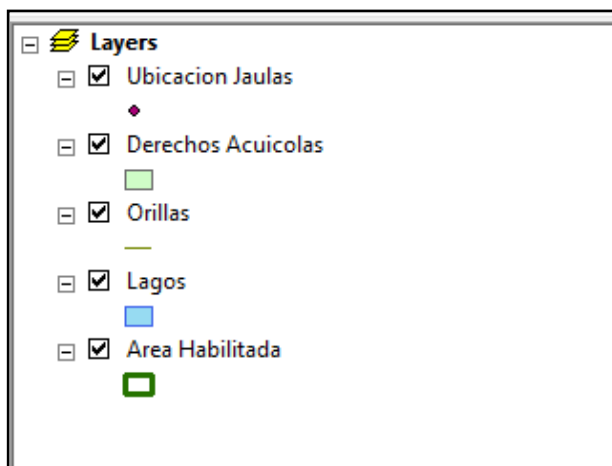 Layers
Ubicacion Jaulas
Derechos Acuicolas
Orillas
Lagos
Area Habilitada